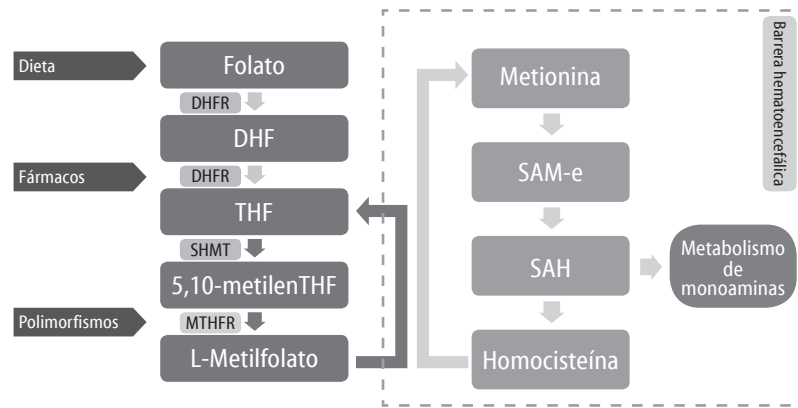 Dieta
Fármacos
Polimorfismos
Folato
DHFR
DHF
DHFR
THF
SHMT
5,10-metilenTHF
MTHFR
L-Metilfolato
Metionina
SAM-e
SAH
Homocisteína
Metabolismo
de
monoaminas
Barrera hematoencefálica